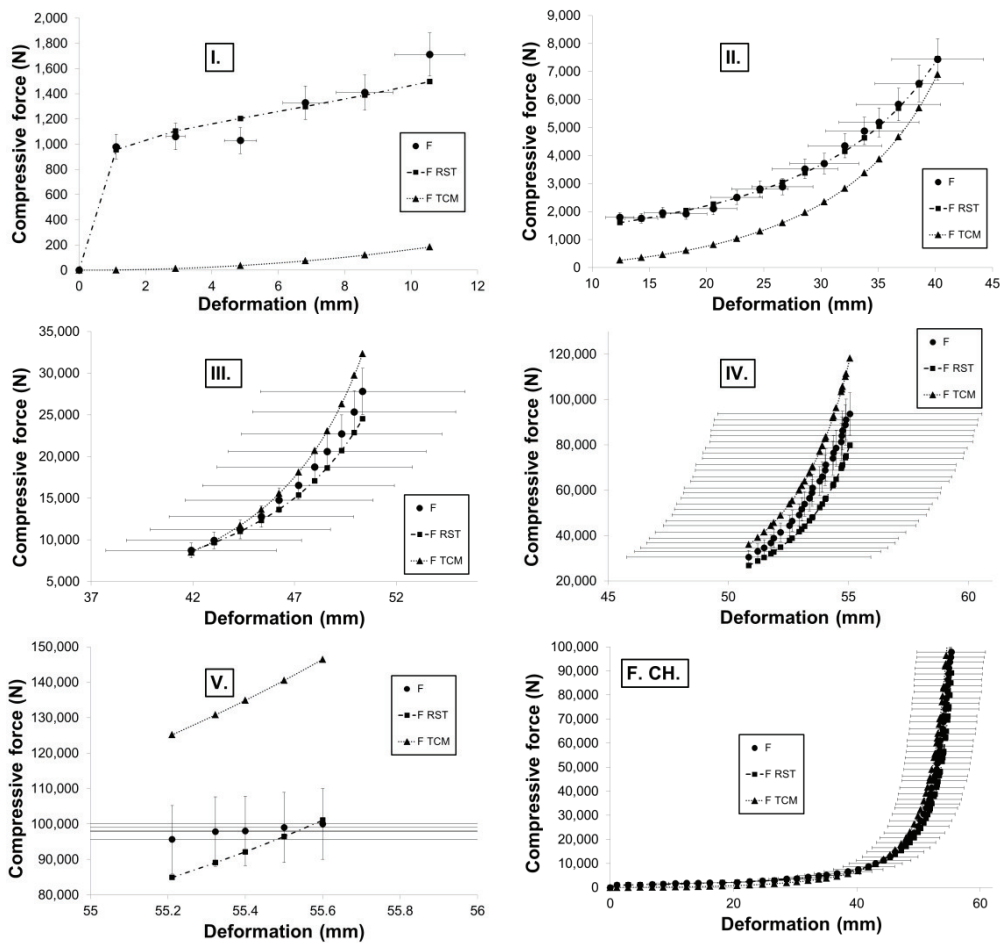 2,000
1,800
1,600
1,400
1,200
1,000
800
600
400
200
0
Compressive force (N)
I.
F
F RST
F TCM
0 2 4 6 8 10 12
Deformation (mm)
9,000
8,000
7,000
6,000
5,000
4,000
3,000
2,000
1,000
0
Compressive force (N)
II.
F
F RST
F TCM
10 15 20 25 30 35 40 45
Deformation (mm)
35,000
30,000
25,000
20,000
15,000
10,000
5,000
Compressive force (N)
III.
F
F RST
F TCM
37 42 47 52
Deformation (mm)
120,000
100,000
80,000
60,000
40,000
20,000
Compressive force (N)
IV.
F
F RST
F TCM
45 50 55 60
Deformation (mm)
150,000
140,000
130,000
120,000
110,000
100,000
90,000
80,000
Compressive force (N)
V.
F
F RST
F TCM
55 55.2 55.4 55.6 55.8 56
Deformation (mm)
100,000
90,000
80,000
70,000
60,000
50,000
40,000
30,000
20,000
10,000
0
Compressive force (N)
F. CH.
F
F RST
F TCM
0 20 40 60
Deformation (mm)